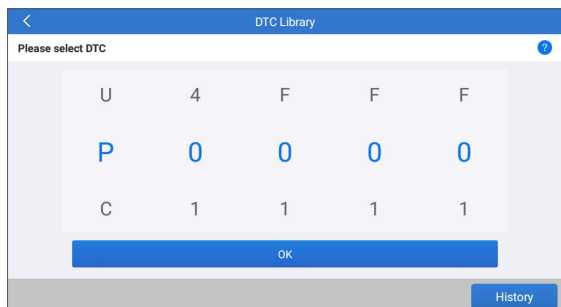 DTC Library
Please select DTC
?
U 4 F F F
P 0 0 0 0
C 1 1 1 1
OK
History